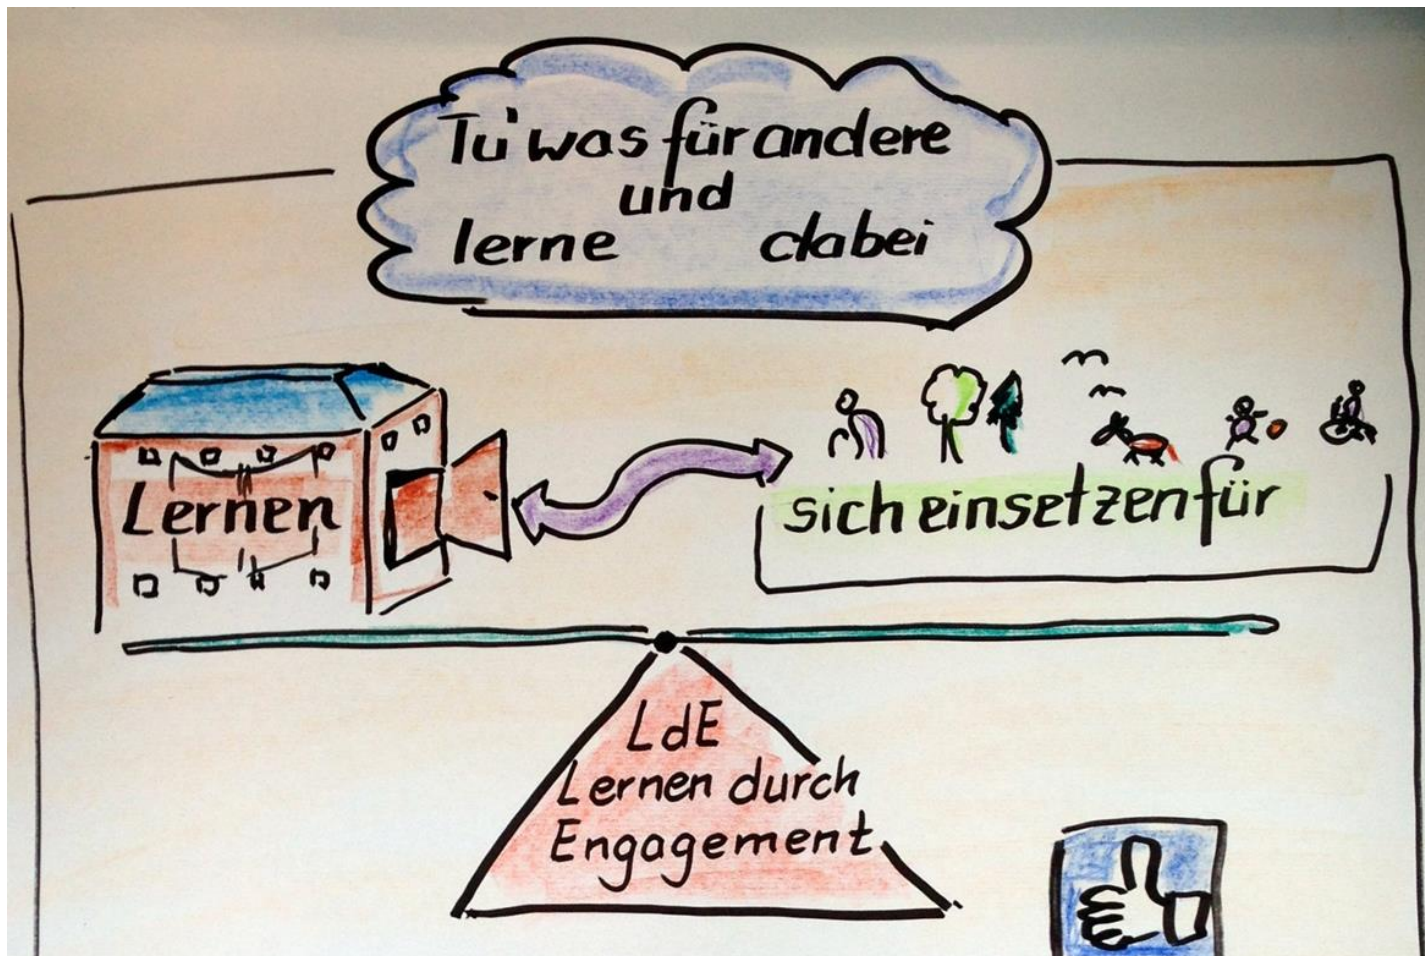 Tu' was für andere
und
lerne dabei
Lernen
sich einsetzen für
LdE
Lernen durch
Engagement